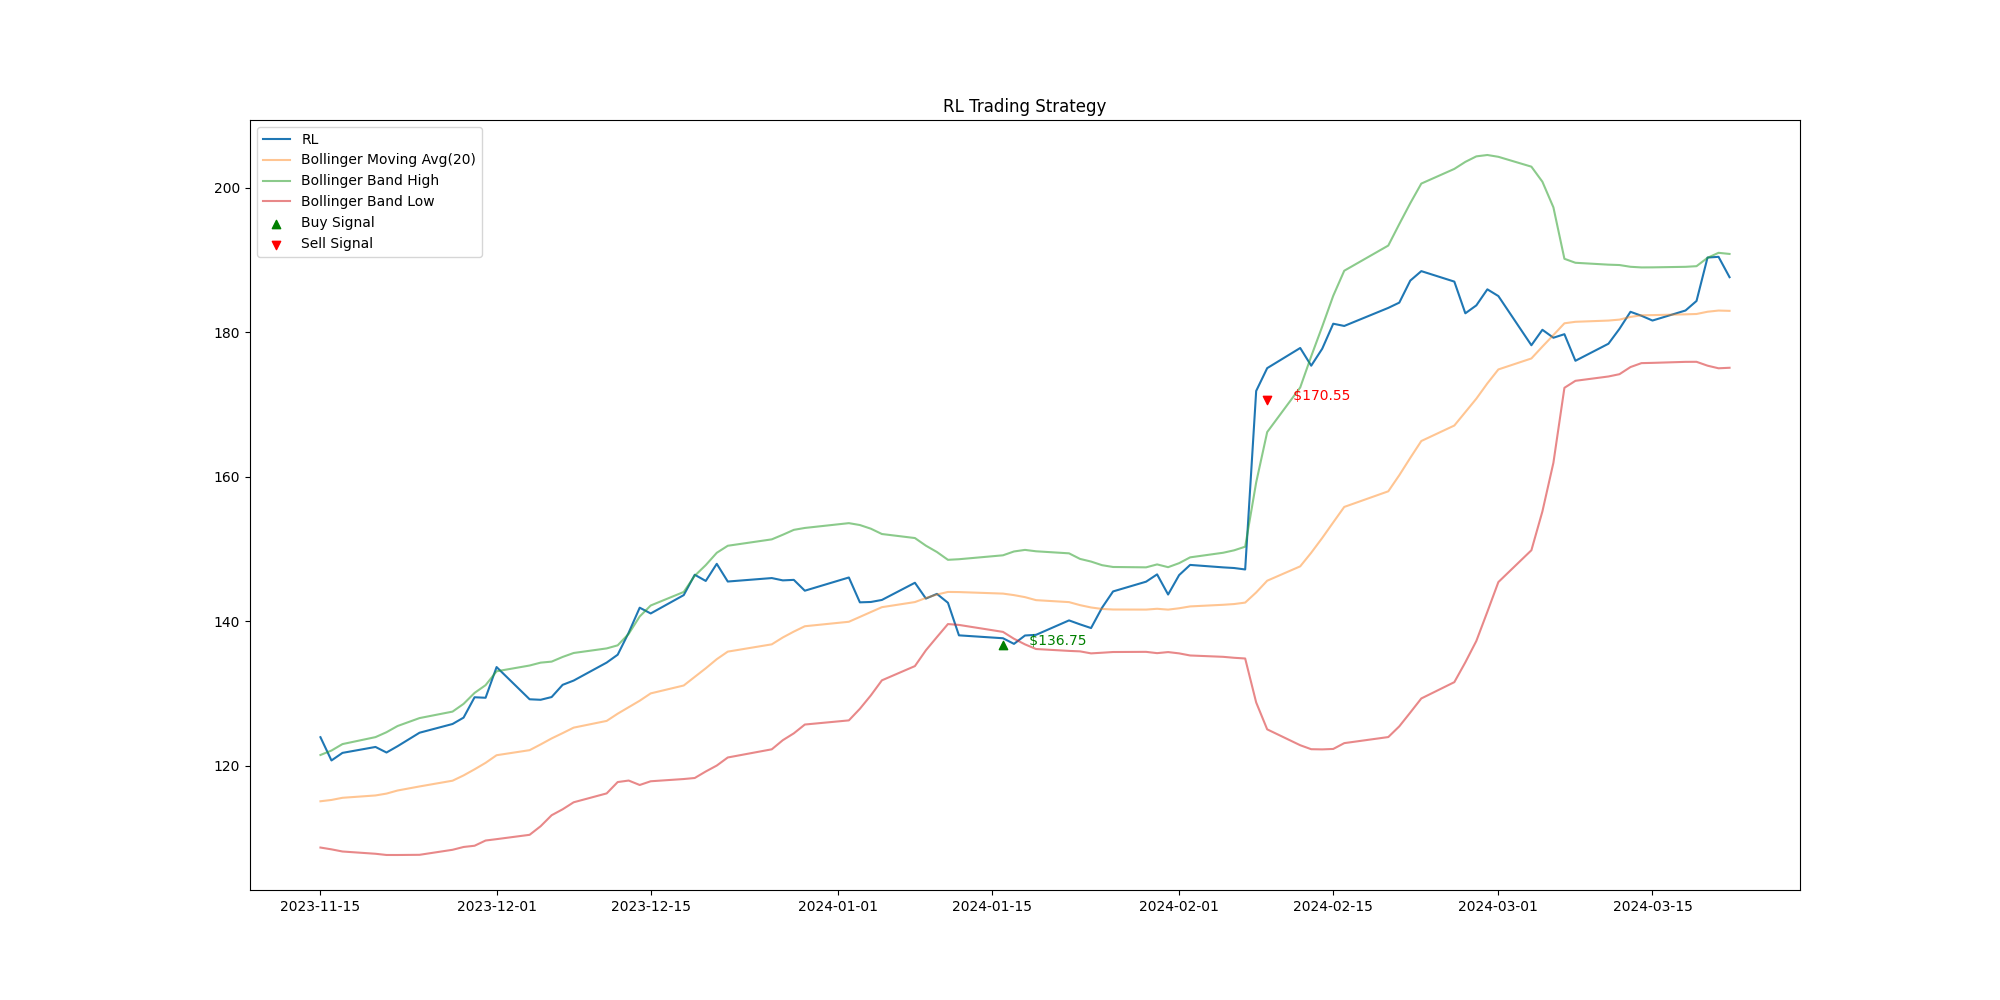 RL Trading Strategy
RL
Bollinger Moving Avg(20)
Bollinger Band High
Bollinger Band Low
Buy Signal
Sell Signal
200
180
160
140
120
$170.55
$136.75
2023-11-15 2023-12-01 2023-12-15 2024-01-01 2024-01-15 2024-02-01 2024-02-15 2024-03-01 2024-03-15